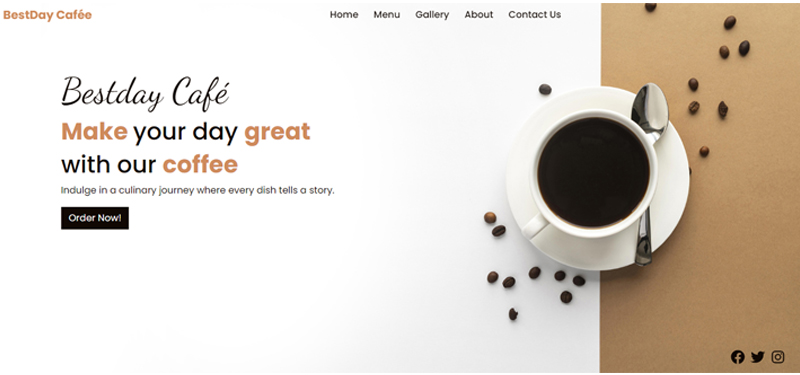 BestDay Cafée
Home Menu Gallery About Contact Us
Bestday Café
Make your day great
with our coffee
Indulge in a culinary journey where every dish tells a story.
Order Now!